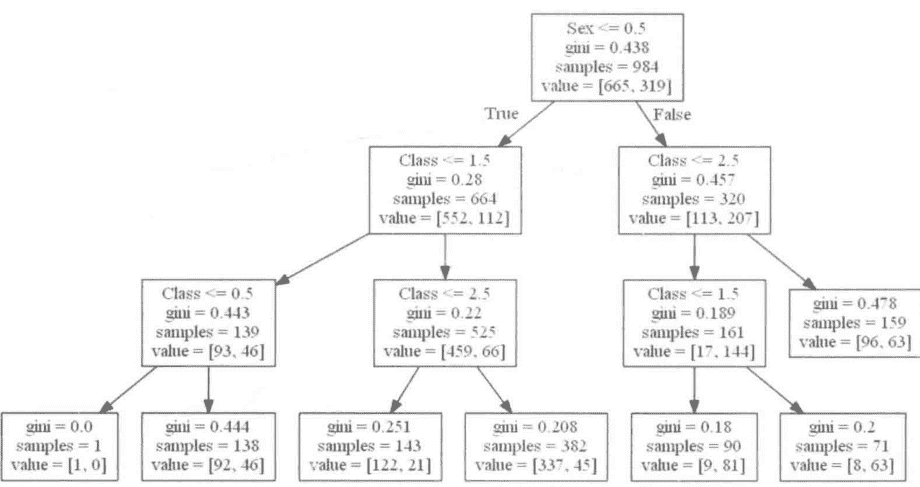 Sex <= 0.5
gini = 0.438
samples = 984
value = [665, 319]
True
False
Class <= 1.5
gini = 0.28
samples = 664
value = [552, 112]
Class <= 2.5
gini = 0.457
samples = 320
value = [113, 207]
Class <= 0.5
gini = 0.443
samples = 139
value = [93, 46]
Class <= 2.5
gini = 0.22
samples = 525
value = [459, 66]
Class <= 1.5
gini = 0.189
samples = 161
value = [17, 144]
gini = 0.478
samples = 159
value = [96, 63]
gini = 0.0
samples = 1
value = [1, 0]
gini = 0.444
samples = 138
value = [92, 46]
gini = 0.251
samples = 143
value = [122, 21]
gini = 0.208
samples = 382
value = [337, 45]
gini = 0.18
samples = 90
value = [9, 81]
gini = 0.2
samples = 71
value = [8, 63]